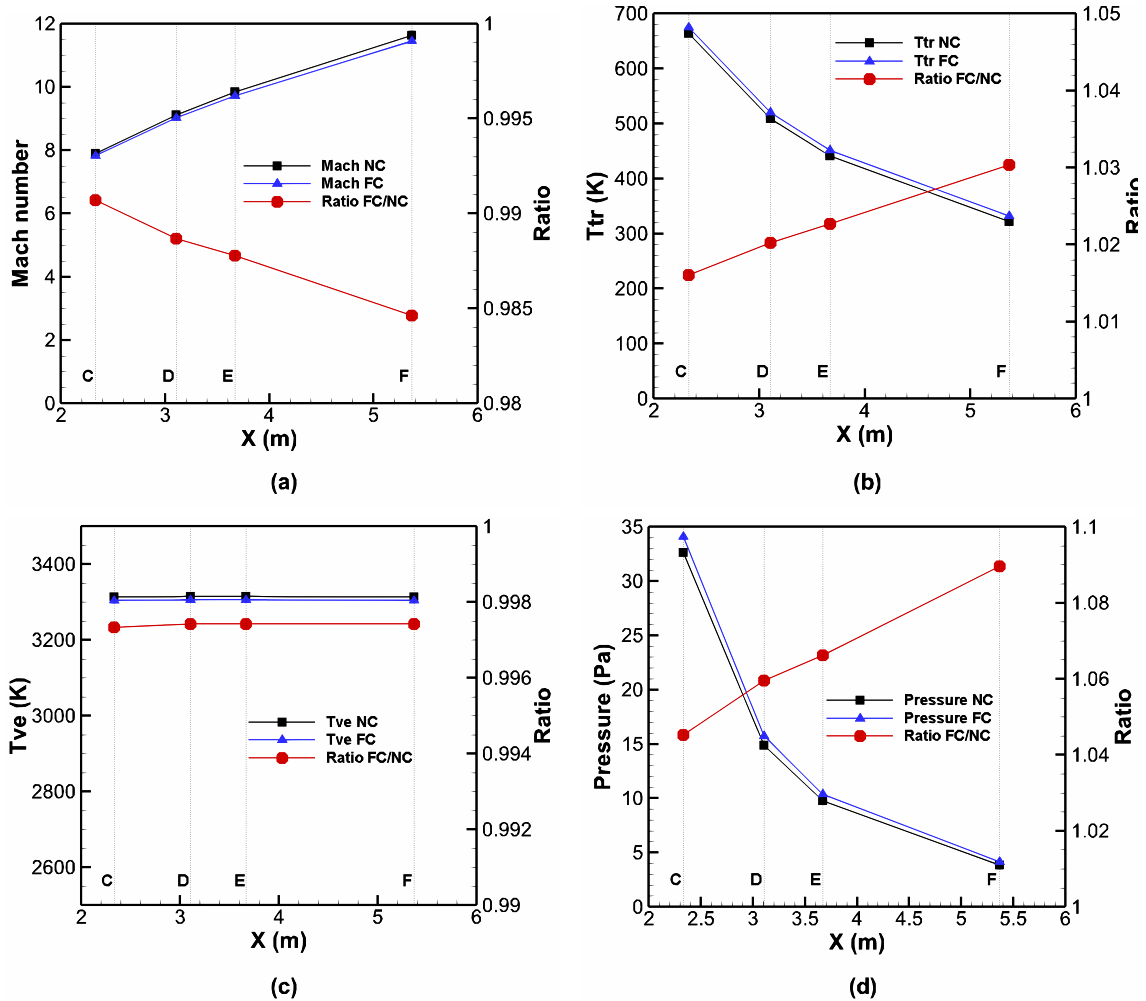 12
10
8
6
4
2
0
Mach number
1
0.995
0.99
0.985
0.98
Ratio
Mach NC
Mach FC
Ratio FC/NC
C D E F
2 3 4 5 6
X (m)
(a)
700
600
500
400
300
200
100
0
Ttr (K)
1.05
1.04
1.03
1.02
1.01
1
Ratio
Ttr NC
Ttr FC
Ratio FC/NC
C D E F
2 3 4 5 6
X (m)
(b)
3400
3200
3000
2800
2600
Tve (K)
1
0.998
0.996
0.994
0.992
0.99
Ratio
Tve NC
Tve FC
Ratio FC/NC
C D E F
2 3 4 5 6
X (m)
(c)
35
30
25
20
15
10
5
0
Pressure (Pa)
1.1
1.08
1.06
1.04
1.02
1
Ratio
Pressure NC
Pressure FC
Ratio FC/NC
C D E F
2 2.5 3 3.5 4 4.5 5 5.5 6
X (m)
(d)